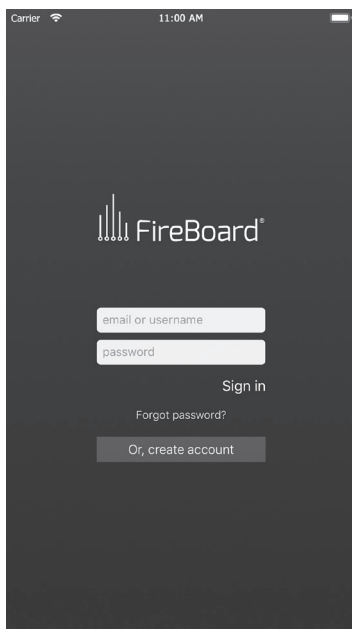 Carrier 11:00 AM
FireBoard®
email or username
password
Sign in
Forgot password?
Or, create account